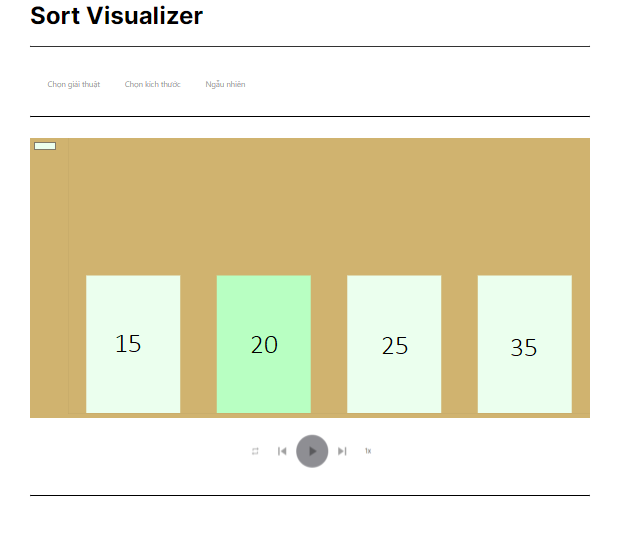 Sort Visualizer
Chọn giải thuật Chọn kích thước Ngẫu nhiên
15 20 25 35
1x